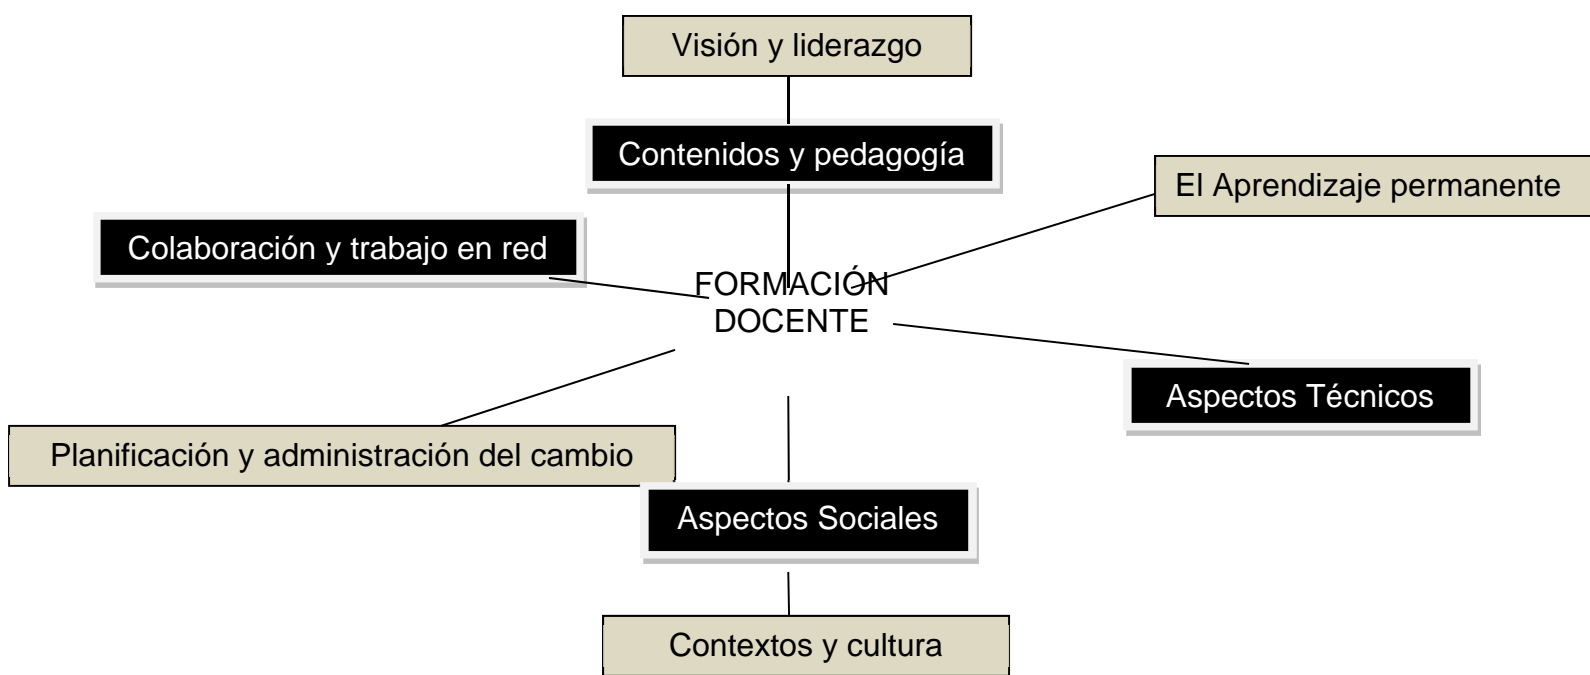 Visión y liderazgo
Contenidos y pedagogía
El Aprendizaje permanente
Colaboración y trabajo en red
FORMACIÓN
DOCENTE
Aspectos Técnicos
Planificación y administración del cambio
Aspectos Sociales
Contextos y cultura